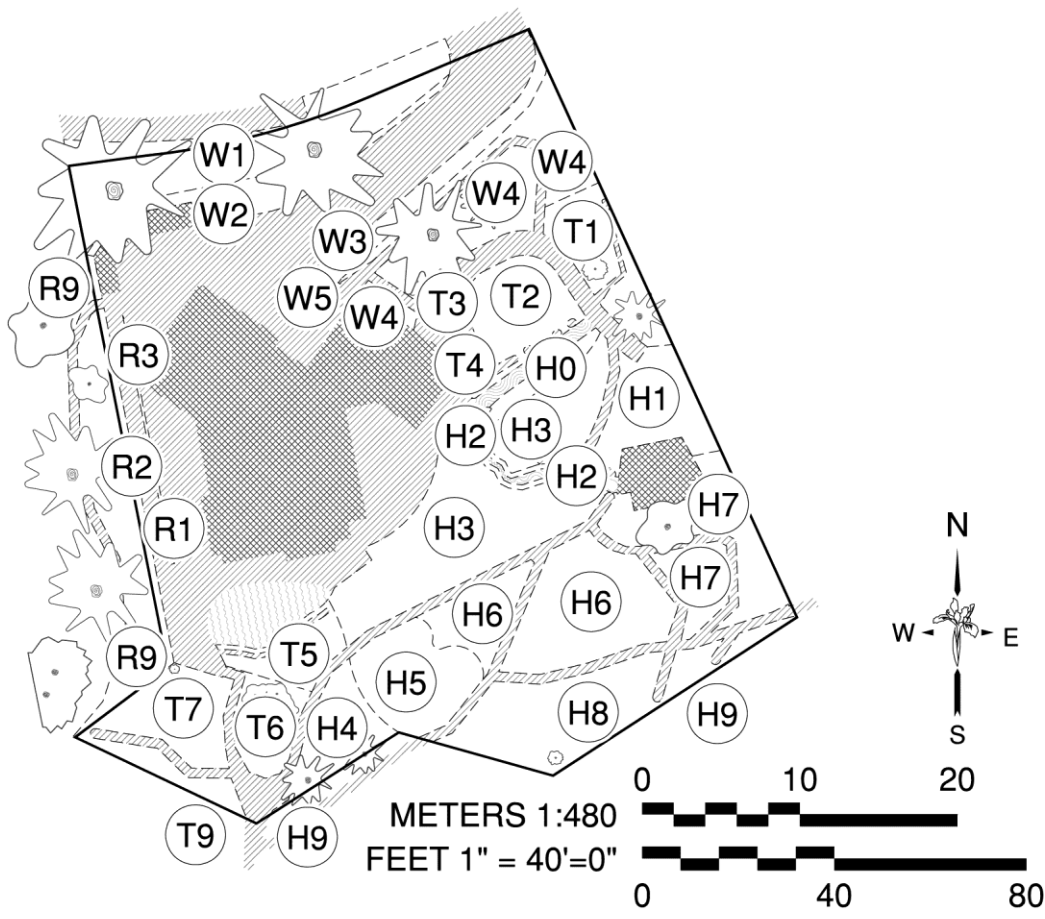 W1
W4
W4
W2
T1
W3
R9
W5
T3
T2
W4
R3
T4
H0
H1
H3
H2
R2
H2
H7
R1
H3
N
H7
H6
H6
W E
R9
T5
H5
T7
H8
H9
T6
H4
S
0 10 20
METERS 1:480
T9
H9
FEET 1" = 40'=0"
0 40 80